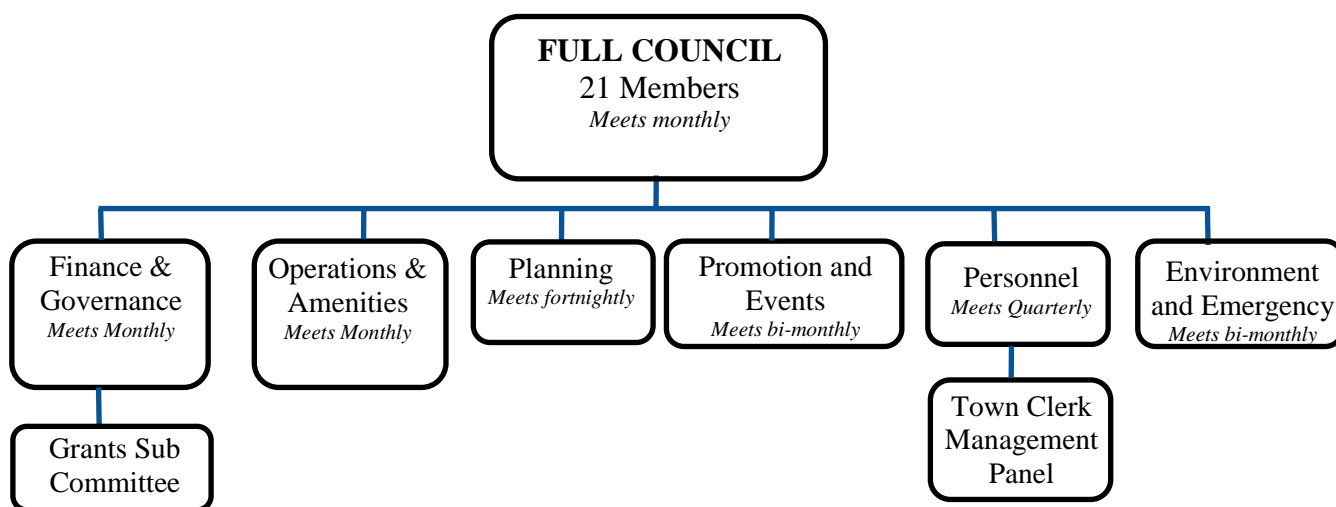 FULL COUNCIL
21 Members
Meets monthly
Finance &
Governance
Meets Monthly
Operations &
Amenities
Meets Monthly
Planning
Meets fortnightly
Promotion and
Events
Meets bi-monthly
Personnel
Meets Quarterly
Environment
and Emergency
Meets bi-monthly
Grants Sub
Committee
Town Clerk
Management
Panel